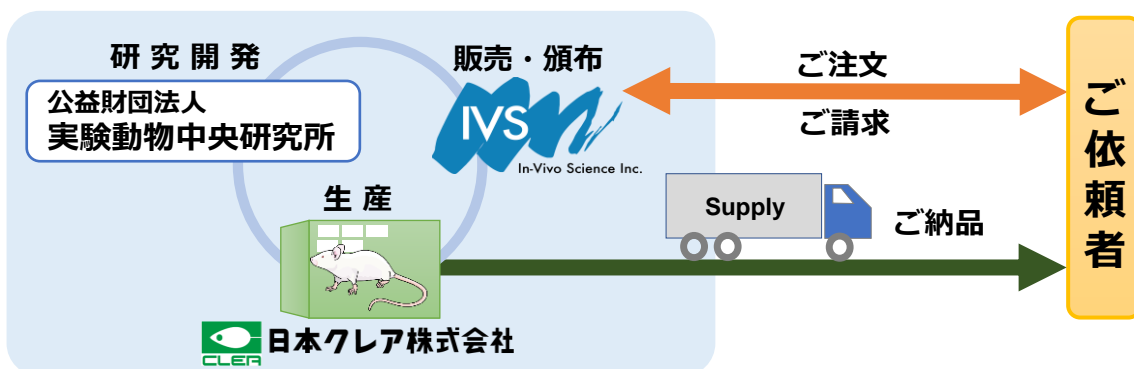 研究開発
公益財団法人
実験動物中央研究所
販売・頒布
IVS
In-Vivo Science Inc.
ご注文
ご請求
ご依頼者
生産
Supply
ご納品
CLEA
日本クレア株式会社